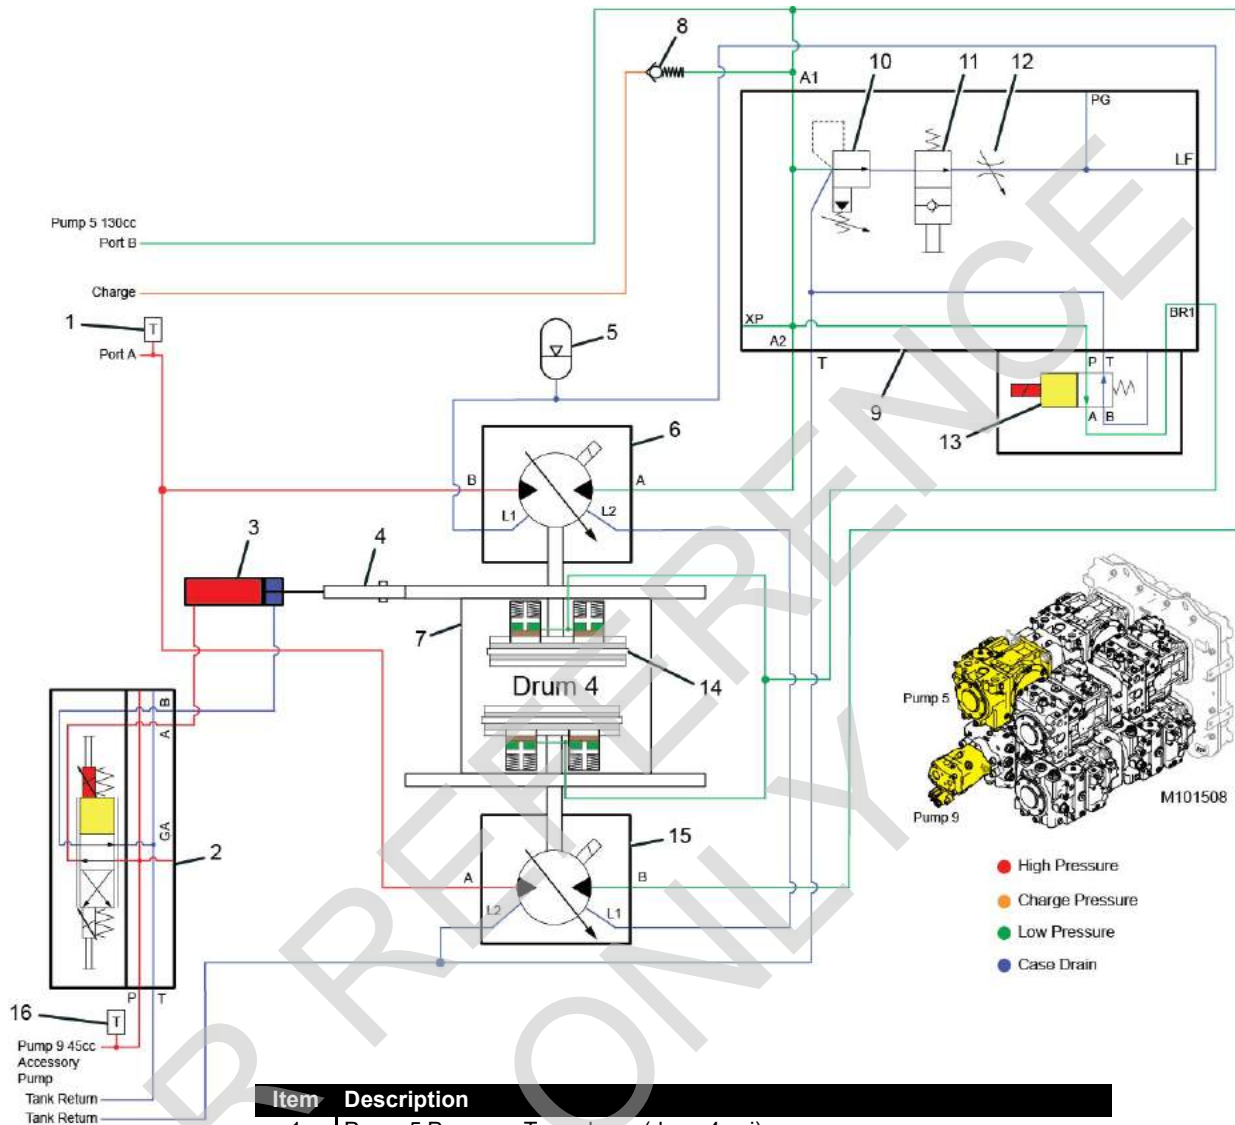 8
A1
10
11
12
PG
LF
Pump 5 130cc
Port B
Charge
1
T
Port A
5
XP
A2
BR1
T
P
T
9
A
B
13
6
B
A
L1
L2
3
4
7
14
Drum 4
Pump 5
Pump 9
M101508
B
A
GA
2
15
A
B
L2
L1
High Pressure
Charge Pressure
Low Pressure
Case Drain
P
T
16
T
Pump 9 45cc
Accessory
Pump
Tank Return
Tank Return
Item Description
R REFERENCE
ONLY